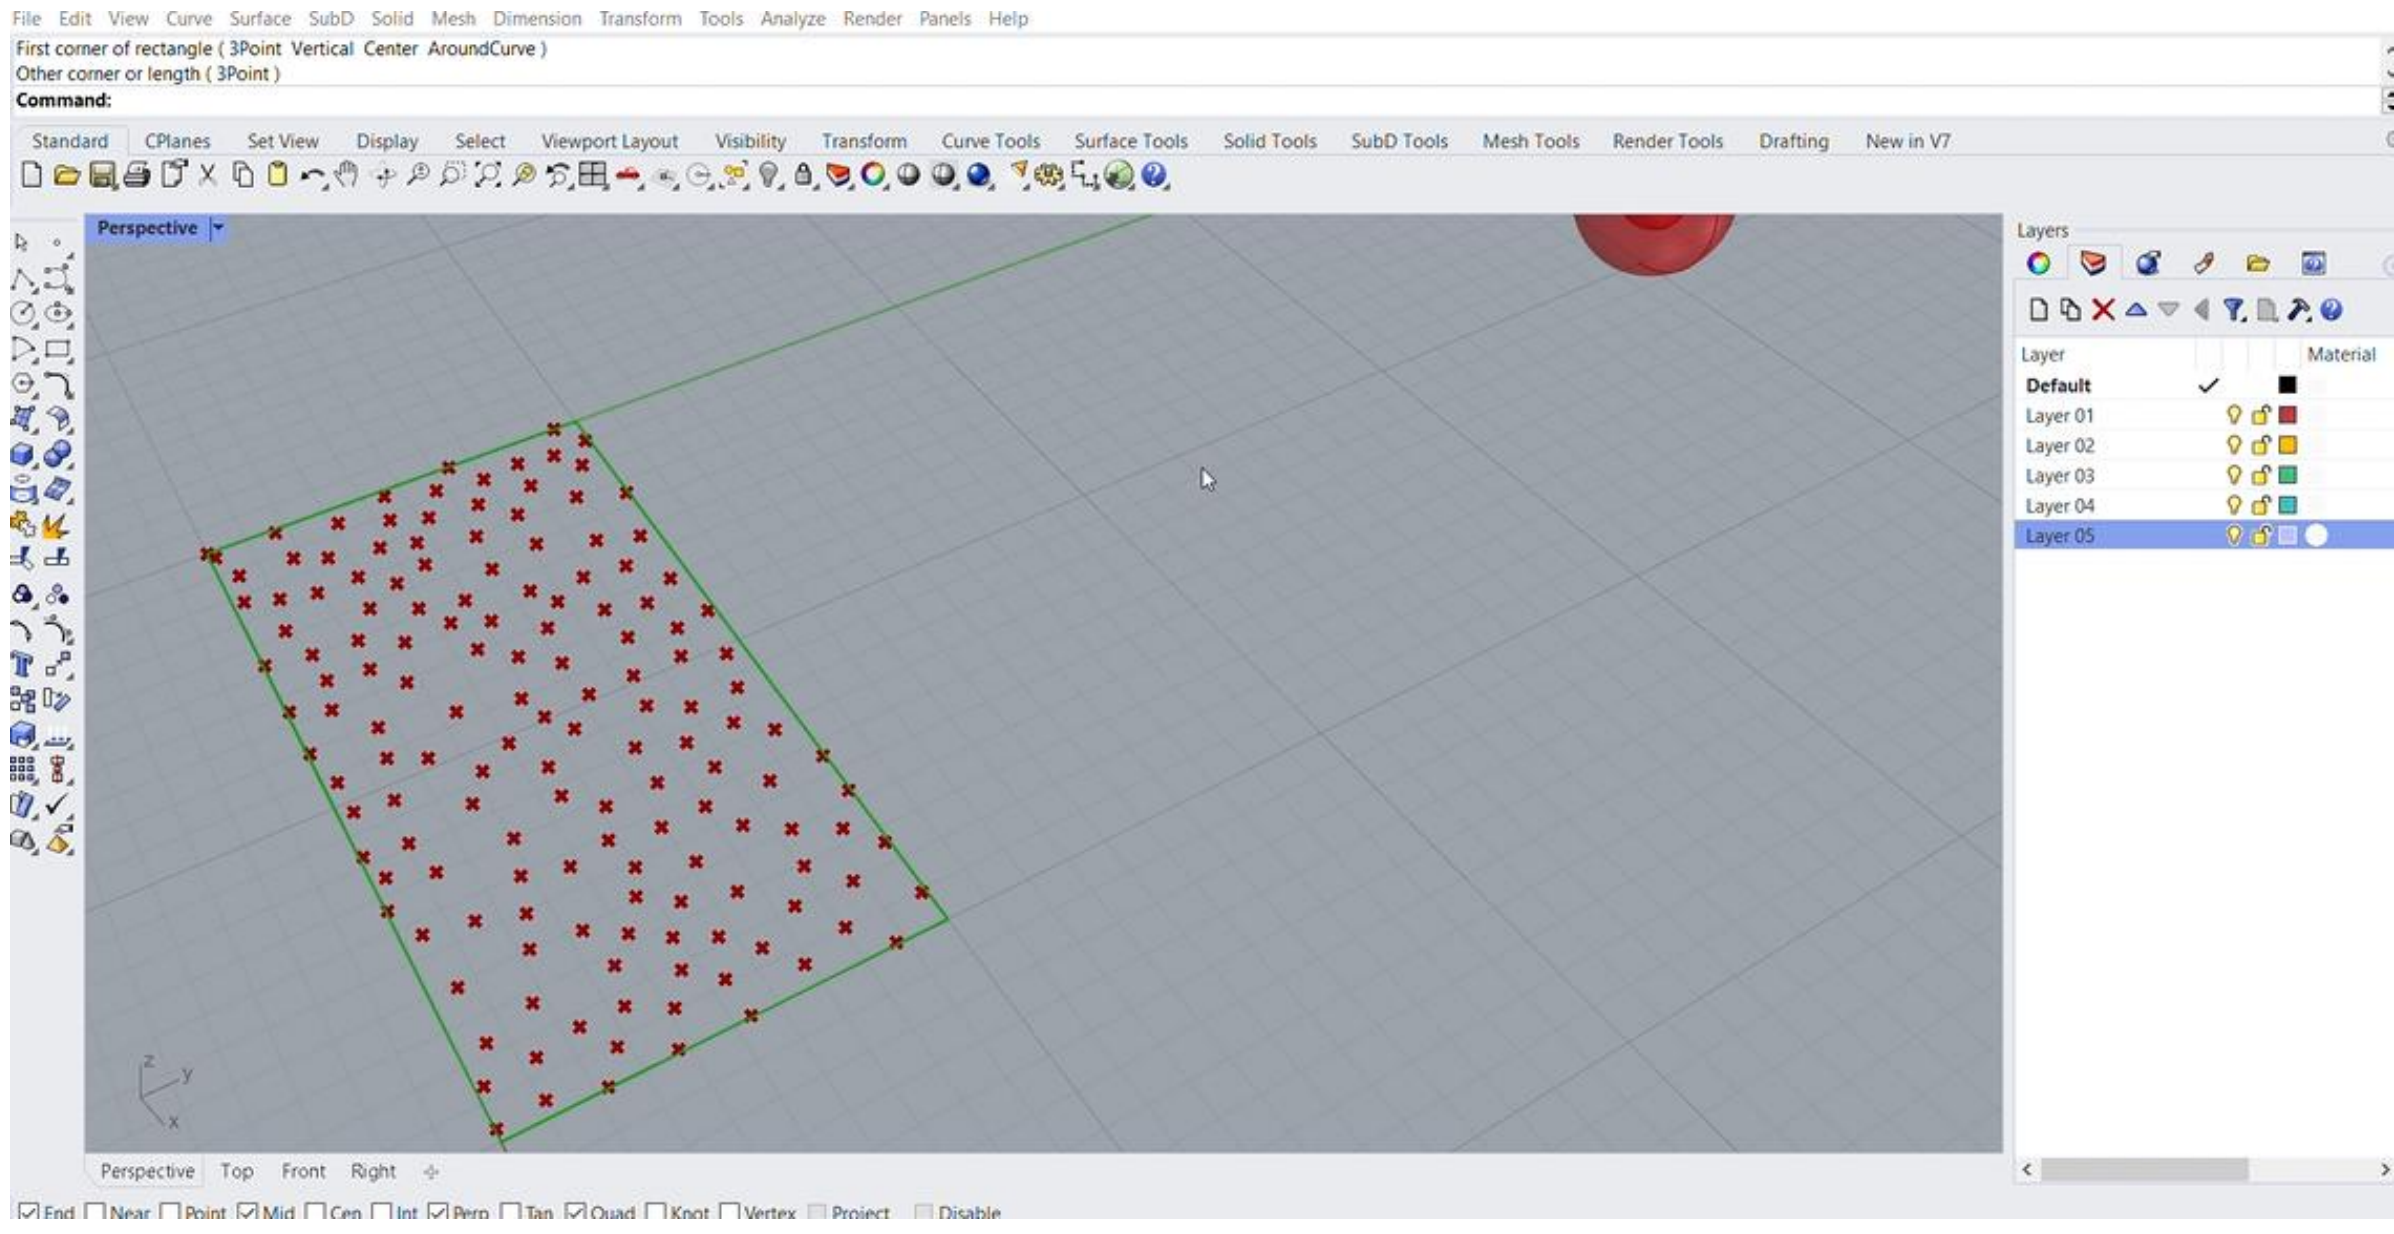 File Edit View Curve Surface SubD Solid Mesh Dimension Transform Tools Analyze Render Panels Help
First corner of rectangle ( 3Point Vertical Center AroundCurve )
Other corner or length ( 3Point )
Command:
Standard CPlanes Set View Display Select Viewport Layout Visibility Transform Curve Tools Surface Tools Solid Tools SubD Tools Mesh Tools Render Tools Drafting New in V7
Perspective
Layers
Layer Material
Default
Layer 01
Layer 02
Layer 03
Layer 04
Layer 05
z
y
x
Perspective Top Front Right
End Near Point Mid Cen Int Perp Tan Quad Knot Vertex Project Disable